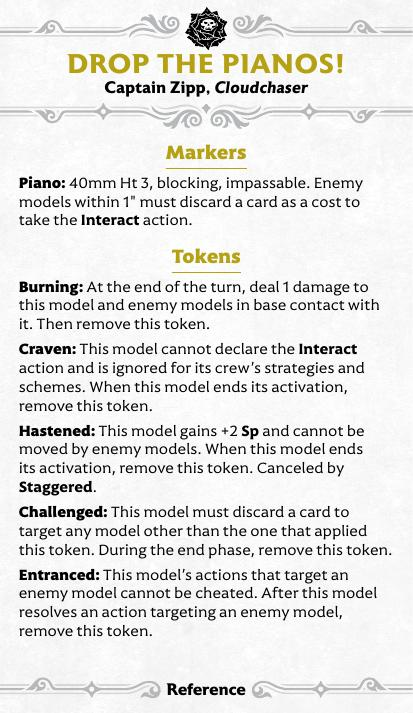 DROP THE PIANOS!
Captain Zipp, Cloudchaser
Markers
Piano: 40mm Ht 3, blocking, impassable. Enemy
models within 1" must discard a card as a cost to
take the Interact action.
Tokens
Burning: At the end of the turn, deal 1 damage to
this model and enemy models in base contact with
it. Then remove this token.
Craven: This model cannot declare the Interact
action and is ignored for its crew's strategies and
schemes. When this model ends its activation,
remove this token.
Hastened: This model gains +2 Sp and cannot be
moved by enemy models. When this model ends
its activation, remove this token. Canceled by
Staggered.
Challenged: This model must discard a card to
target any model other than the one that applied
this token. During the end phase, remove this token.
Entranced: This model's actions that target an
enemy model cannot be cheated. After this model
resolves an action targeting an enemy model,
remove this token.
Reference